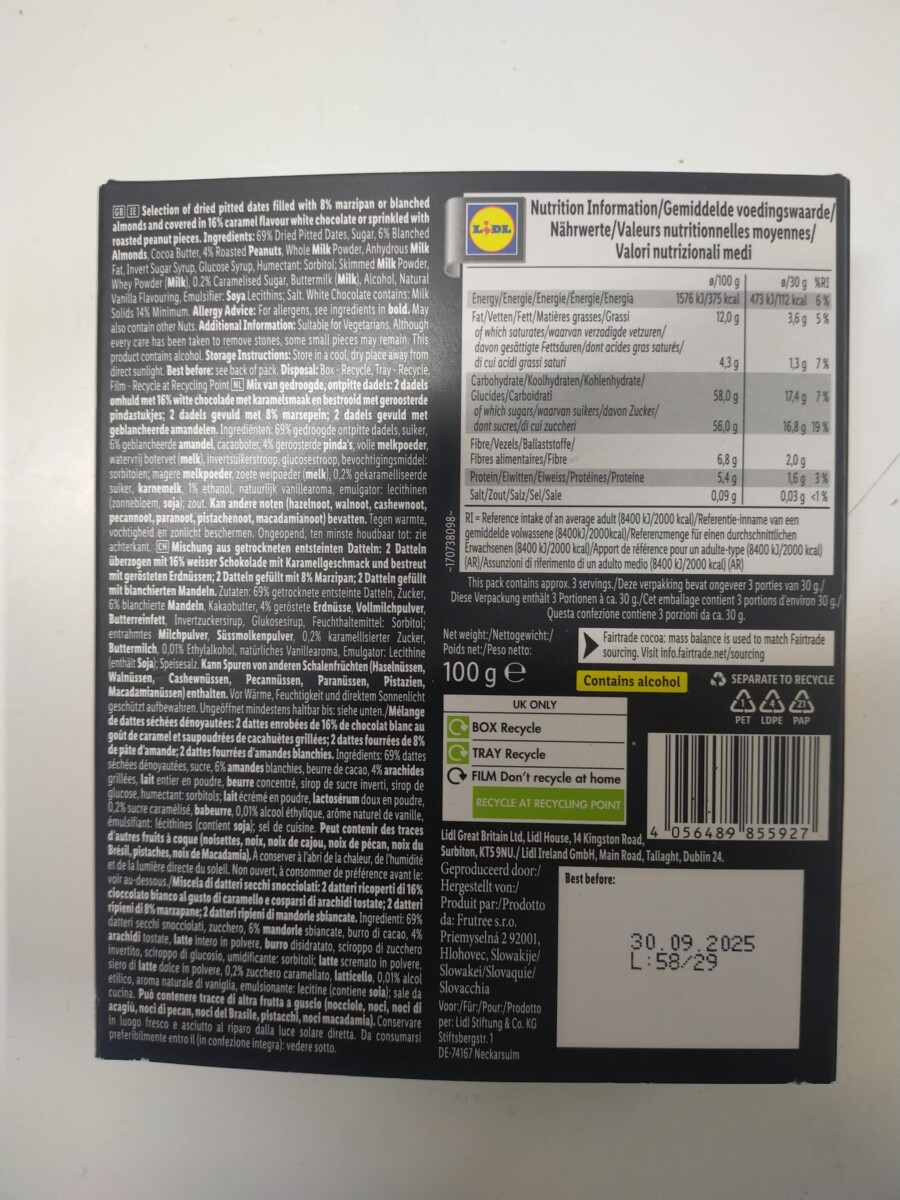 GB IE Selection of dried pitted dates filled with 8% marzipan or blanched
almonds and covered in 16% caramel flavour white chocolate or sprinkled with
roasted peanut pieces. Ingredients: 69% Dried Pitted Dates, Sugar, 6% Blanched
Almonds, Cocoa Butter, 4% Roasted Peanuts, Whole Milk Powder, Anhydrous Milk
Fat, Invert Sugar Syrup, Glucose Syrup, Humectant: Sorbitol; Skimmed Milk Powder,
Whey Powder (Milk), 0.2% Caramelised Sugar, Buttermilk (Milk), Alcohol, Natural
Vanilla Flavouring, Emulsifier: Soya Lecithins; Salt. White Chocolate contains: Milk
Solids 14% Minimum. Allergy Advice: For allergens, see ingredients in bold. May
also contain other Nuts. Additional Information: Suitable for Vegetarians. Although
every care has been taken to remove stones, some small pieces may remain. This
product contains alcohol. Storage Instructions: Store in a cool, dry place away from
direct sunlight. Best before: see back of pack. Disposal: Box - Recycle, Tray - Recycle,
Film - Recycle at Recycling Point NL Mix van gedroogde, ontpitte dadels: 2 dadels
omhuld met 16% witte chocolade met karamelsmaak en bestrooid met geroosterde
pindastukjes; 2 dadels gevuld met 8% marsepein; 2 dadels gevuld met
geblancheerde amandelen. Ingrediënten: 69% gedroogde ontpitte dadels, suiker,
6% geblancheerde amandel, cacaoboter, 4% geroosterde pinda's, volle melkpoeder,
watervrij botervet (melk), invertsuikerstroop, glucosestroop, bevochtigingsmiddel:
sorbitolen; magere melkpoeder, zoete weipoeder (melk), 0,2% gekaramelliseerde
suiker, karnemelk, 1% ethanol, natuurlijk vanillearoma, emulgator: lecithinen
(zonnebloem, soja); zout. Kan andere noten (hazelnoot, walnoot, cashewnoot,
pecannoot, paranoot, pistachenoot, macadamianoot) bevatten. Tegen warmte,
vochtigheid en zonlicht beschermen. Ongeopend, ten minste houdbaar tot: zie
achterkant. CH Mischung aus getrockneten entsteinten Datteln: 2 Datteln
überzogen mit 16% weisser Schokolade mit Karamellgeschmack und bestreut
mit gerösteten Erdnüssen; 2 Datteln gefüllt mit 8% Marzipan; 2 Datteln gefüllt
mit blanchierten Mandeln. Zutaten: 69% getrocknete entsteinte Datteln, Zucker,
6% blanchierte Mandeln, Kakaobutter, 4% geröstete Erdnüsse, Vollmilchpulver,
Butterreinfett, Invertzuckersirup, Glukosesirup, Feuchthaltemittel: Sorbitol;
entrahmtes Milchpulver, Süssmolkenpulver, 0,2% karamellisierter Zucker,
Buttermilch, 0,01% Ethylalkohol, natürliches Vanillearoma, Emulgator: Lecithine
(enthält Soja); Speisesalz. Kann Spuren von anderen Schalenfrüchten (Haselnüssen,
Walnüssen, Cashewnüssen, Pecannüssen, Paranüssen, Pistazien,
Macadamianüssen) enthalten. Vor Wärme, Feuchtigkeit und direktem Sonnenlicht
geschützt aufbewahren. Ungeöffnet mindestens haltbar bis: siehe unten./Mélange
de dattes séchées dénoyautées: 2 dattes enrobées de 16% de chocolat blanc au
goût de caramel et saupoudrées de cacahuètes grillées; 2 dattes fourrées de 8%
de pâte d'amande; 2 dattes fourrées d'amandes blanchies. Ingrédients: 69% dattes
séchées dénoyautées, sucre, 6% amandes blanchies, beurre de cacao, 4% arachides
grillées, lait entier en poudre, beurre concentré, sirop de sucre inverti, sirop de
glucose, humectant: sorbitols; lait écrémé en poudre, lactosérum doux en poudre,
0,2% sucre caramélisé, babeurre, 0,01% alcool éthylique, arôme naturel de vanille,
émulsifiant: lécithines (contient soja); sel de cuisine. Peut contenir des traces
d'autres fruits à coque (noisettes, noix, noix de cajou, noix de pécan, noix du
Brésil, pistaches, noix de Macadamia). À conserver à l'abri de la chaleur, de l'humidité
et de la lumière directe du soleil. Non ouvert, à consommer de préférence avant le:
voir au-dessous./Miscela di datteri secchi snocciolati: 2 datteri ricoperti di 16%
cioccolato bianco al gusto di caramello e cosparsi di arachidi tostate; 2 datteri
ripieni di 8% marzapane; 2 datteri ripieni di mandorle sbiancate. Ingredienti: 69%
datteri secchi snocciolati, zucchero, 6% mandorle sbiancate, burro di cacao, 4%
arachidi tostate, latte intero in polvere, burro disidratato, sciroppo di zucchero
invertito, sciroppo di glucosio, umidificante: sorbitoli; latte scremato in polvere,
siero di latte dolce in polvere, 0,2% zucchero caramellato, latticello, 0,01% alcol
etilico, aroma naturale di vaniglia, emulsionante: lecitine (contiene soia); sale da
cucina. Può contenere tracce di altra frutta a guscio (nocciole, noci, noci di
acagiù, noci di pecan, noci del Brasile, pistacchi, noci macadamia). Conservare
in luogo fresco e asciutto al riparo dalla luce solare diretta. Da consumarsi
preferibilmente entro il (in confezione integra): vedere sotto.
LIDL
Nutrition Information/Gemiddelde voedingswaarde/
Nährwerte/Valeurs nutritionnelles moyennes/
Valori nutrizionali medi
ø/100 g ø/30 g %RI
Energy/Energie/Energie/Énergie/Energia 1576 kJ/375 kcal 473 kJ/112 kcal 6%
Fat/Vetten/Fett/Matières grasses/Grassi 12,0 g 3,6 g 5%
of which saturates/waarvan verzadigde vetzuren/
davon gesättigte Fettsäuren/dont acides gras saturés/
di cui acidi grassi saturi 4,3 g 1,3 g 7%
Carbohydrate/Koolhydraten/Kohlenhydrate/
Glucides/Carboidrati 58,0 g 17,4 g 7%
of which sugars/waarvan suikers/davon Zucker/
dont sucres/di cui zuccheri 56,0 g 16,8 g 19%
Fibre/Vezels/Ballaststoffe/
Fibres alimentaires/Fibre 6,8 g 2,0 g
Protein/Eiwitten/Eiweiss/Protéines/Proteine 5,4 g 1,6 g 3%
Salt/Zout/Salz/Sel/Sale 0,09 g 0,03 g <1%
RI = Reference intake of an average adult (8400 kJ/2000 kcal)/Referentie-inname van een
gemiddelde volwassene (8400kJ/2000kcal)/Referenzmenge für einen durchschnittlichen
Erwachsenen (8400 kJ/2000 kcal)/Apport de référence pour un adulte-type (8400 kJ/2000 kcal)
(AR)/Assunzioni di riferimento di un adulto medio (8400 kJ/2000 kcal) (AR)
~170738098~
This pack contains approx. 3 servings./Deze verpakking bevat ongeveer 3 porties van 30 g./
Diese Verpackung enthält 3 Portionen à ca. 30 g./Cet emballage contient 3 portions d'environ 30 g./
Questa confezione contiene 3 porzioni da ca. 30 g.
Net weight:/Nettogewicht:/
Poids net:/Peso netto:
100 g e
Fairtrade cocoa: mass balance is used to match Fairtrade
sourcing. Visit info.fairtrade.net/sourcing
Contains alcohol
SEPARATE TO RECYCLE
1 4 21
PET LDPE PAP
UK ONLY
BOX Recycle
TRAY Recycle
FILM Don't recycle at home
RECYCLE AT RECYCLING POINT
4 056489 855927
Lidl Great Britain Ltd, Lidl House, 14 Kingston Road,
Surbiton, KT5 9NU./ Lidl Ireland GmbH, Main Road, Tallaght, Dublin 24.
Geproduceerd door:/
Hergestellt von:/
Produit par:/Prodotto
da: Frutree s.r.o.
Priemyselná 2 92001,
Hlohovec, Slowakije/
Slowakei/Slovaquie/
Slovacchia
Voor:/Für:/Pour:/Prodotto
per: Lidl Stiftung & Co. KG
Stiftsbergstr. 1
DE-74167 Neckarsulm
Best before:
30.09.2025
L:58/29